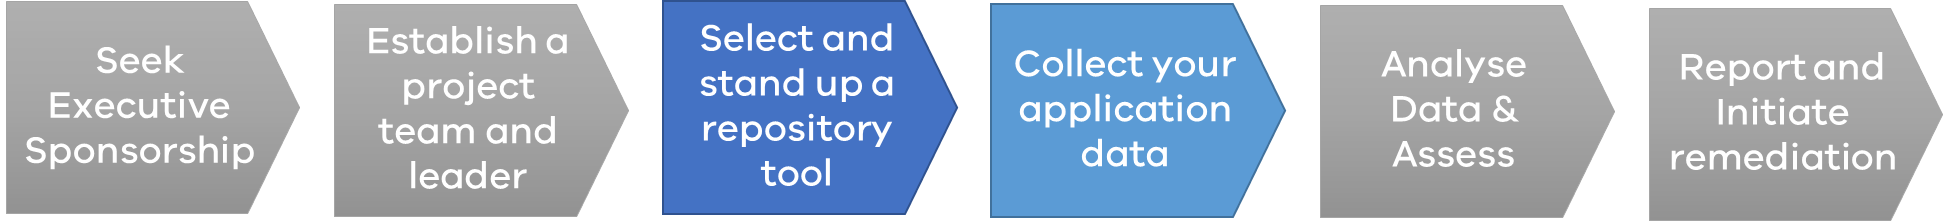 Seek
Executive
Sponsorship
Establish a
project
team and
leader
Select and
stand up a
repository
tool
Collect your
application
data
Analyse
Data &
Assess
Report and
Initiate
remediation